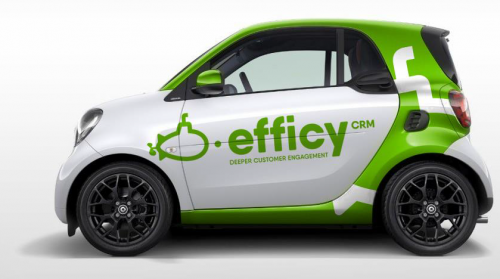 efficy CRM
DEEPER CUSTOMER ENGAGEMENT